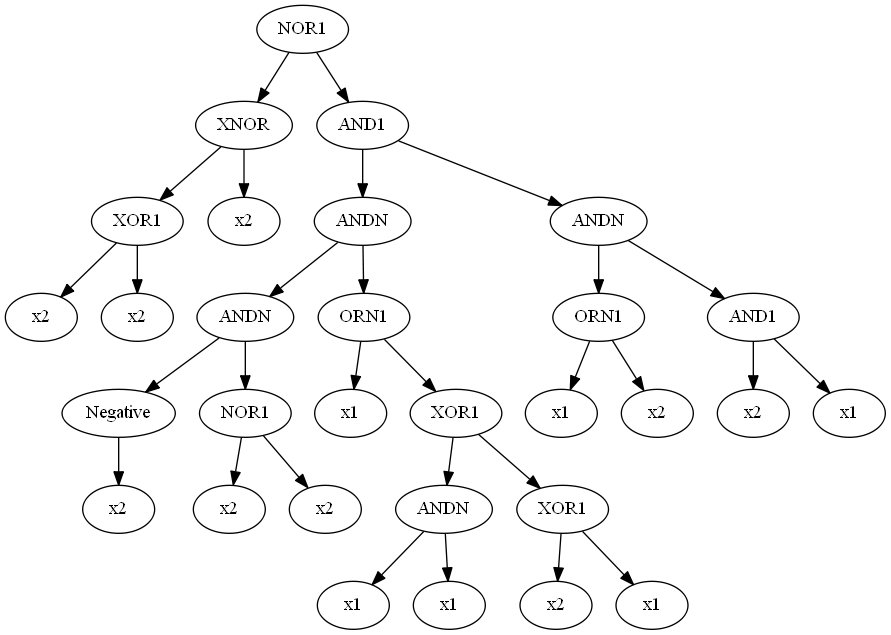 NOR1
XNOR AND1
XOR1 x2 ANDN ANDN
x2 x2 ANDN ORN1 ORN1 AND1
Negative NOR1 x1 XOR1 x1 x2 x2 x1
x2 x2 x2 ANDN XOR1
x1 x1 x2 x1